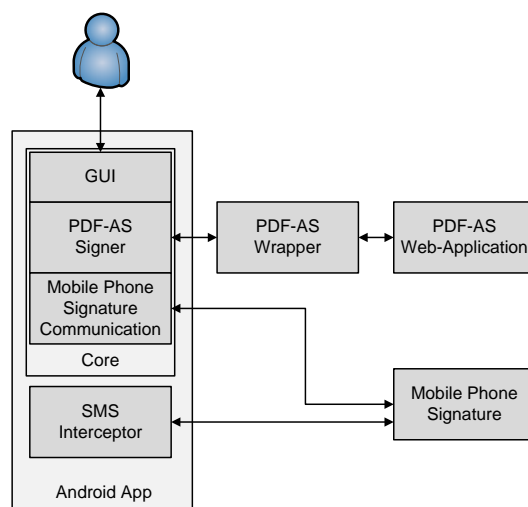 GUI
PDF-AS
Signer
PDF-AS
Wrapper
PDF-AS
Web-Application
Mobile Phone
Signature
Communication
Core
Mobile Phone
Signature
SMS
Interceptor
Android App